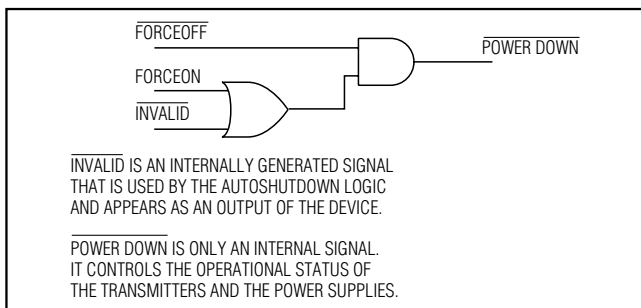 FORCEOFF
POWER DOWN
FORCEON
INVALID
INVALID IS AN INTERNALLY GENERATED SIGNAL
THAT IS USED BY THE AUTOSHUTDOWN LOGIC
AND APPEARS AS AN OUTPUT OF THE DEVICE.
POWER DOWN IS ONLY AN INTERNAL SIGNAL.
IT CONTROLS THE OPERATIONAL STATUS OF
THE TRANSMITTERS AND THE POWER SUPPLIES.